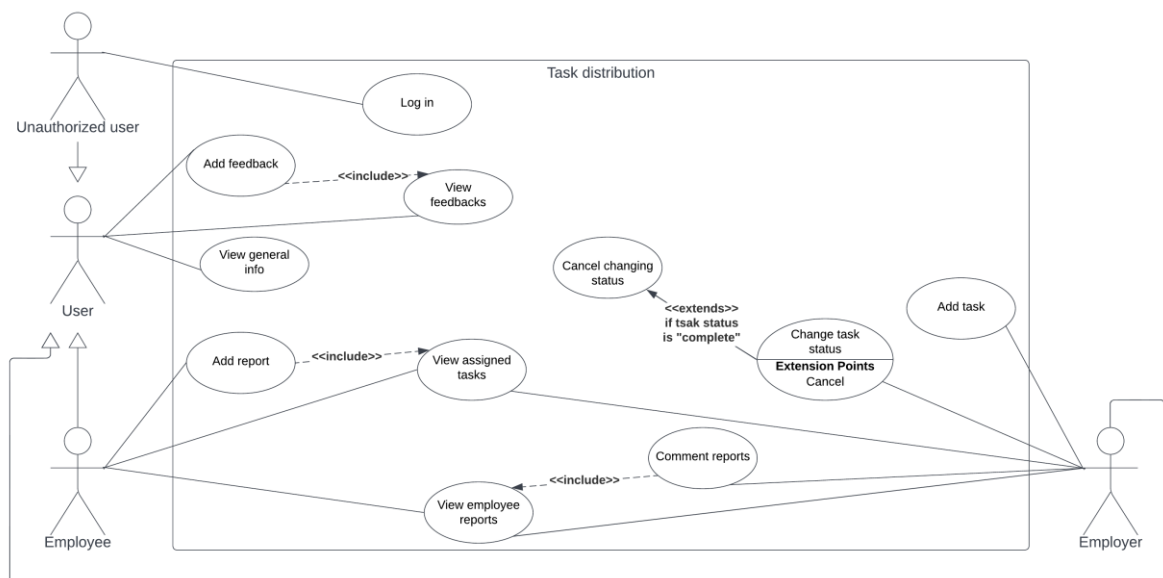 Task distribution
Log in
Unauthorized user
Add feedback
<<include>>
View
feedbacks
View general
info
User
Cancel changing
status
<<extends>>
if tsak status
is "complete"
Add task
Change task
status
Extension Points
Cancel
Add report
<<include>>
View assigned
tasks
Comment reports
<<include>>
View employee
reports
Employee
Employer